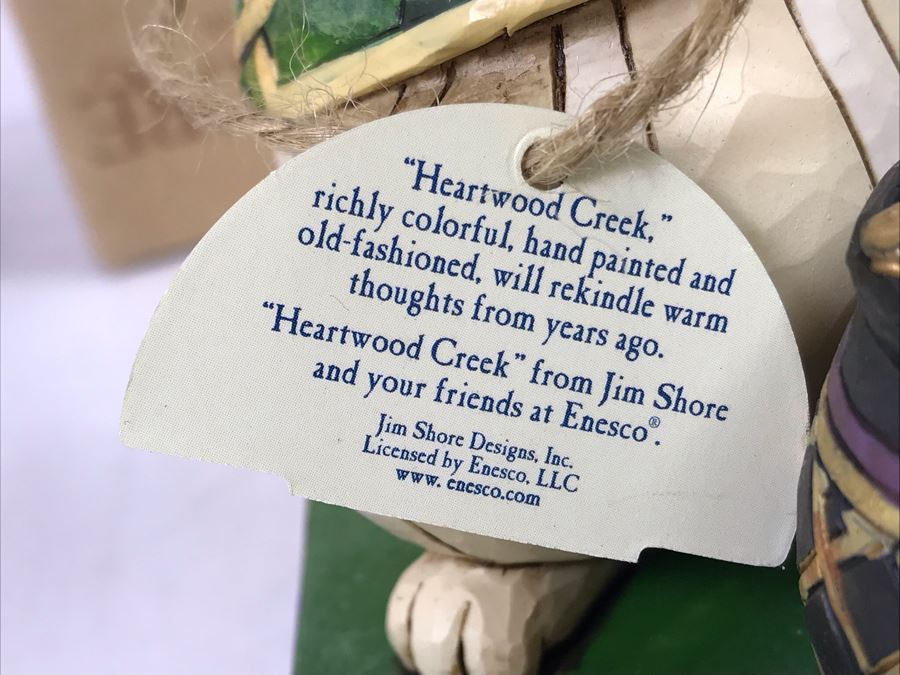 “Heartwood Creek,”
richly colorful, hand painted and
old-fashioned, will rekindle warm
thoughts from years ago.
“Heartwood Creek” from Jim Shore
and your friends at Enesco®.
Jim Shore Designs, Inc.
Licensed by Enesco, LLC
www. enesco.com